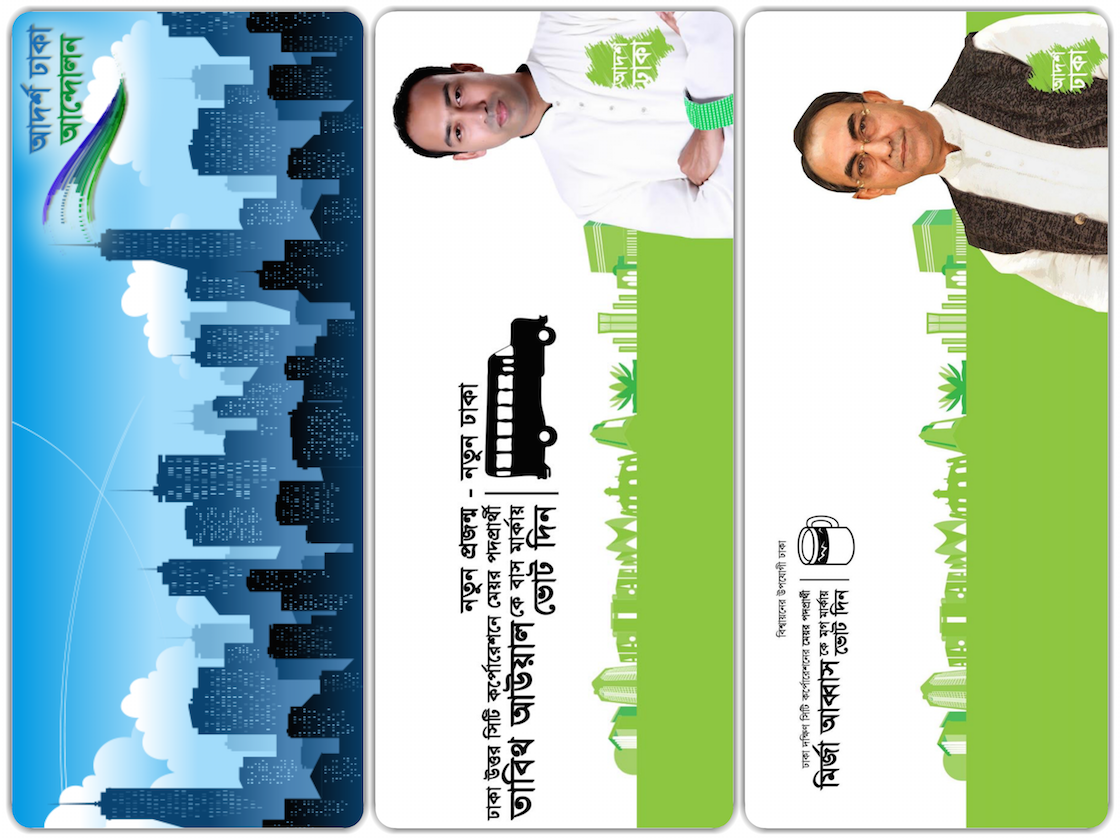 আদর্শ ঢাকা
আন্দোলন
আদর্শ
ঢাকা
নতুন প্রজন্ম - নতুন ঢাকা
ঢাকা উত্তর সিটি কর্পোরেশনে মেয়র পদপ্রার্থী
তাবিথ আউয়াল কে বাস মার্কায়
ভোট দিন
আদর্শ
ঢাকা
বিশ্বায়নের উপযোগী ঢাকা
ঢাকা দক্ষিণ সিটি কর্পোরেশনের মেয়র পদপ্রার্থী
মির্জা আব্বাস কে মগ মার্কায়
ভোট দিন